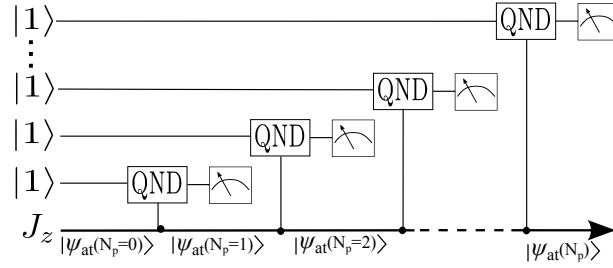 |1⟩ QND
|1⟩ QND
|1⟩ QND
|1⟩ QND
J_z
|ψ_at(N_p=0)⟩ |ψ_at(N_p=1)⟩ |ψ_at(N_p=2)⟩ |ψ_at(N_p)⟩